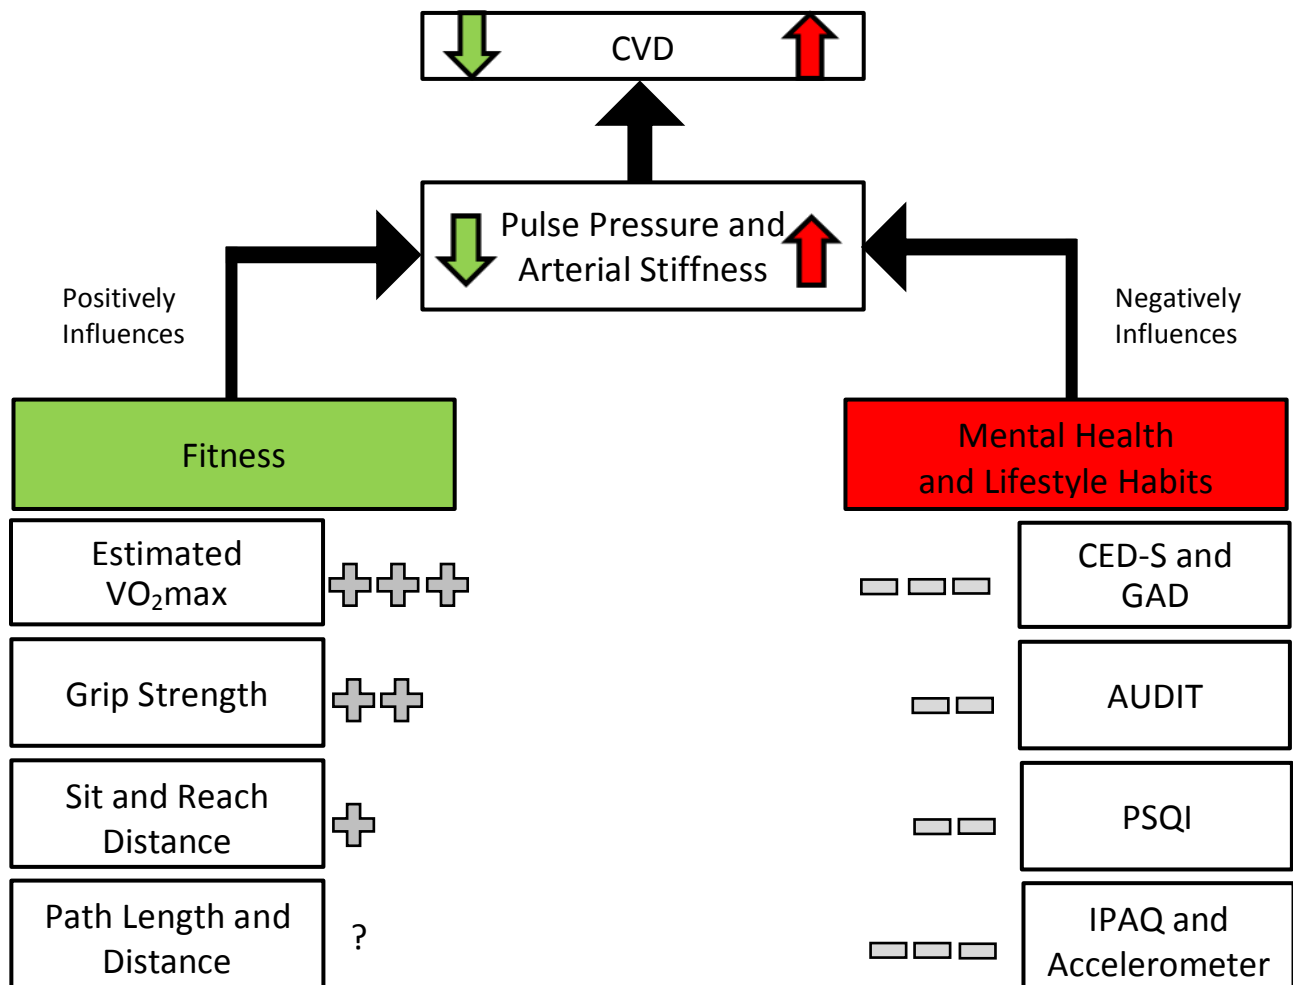 CVD
Pulse Pressure and
Arterial Stiffness
Positively
Influences
Negatively
Influences
Fitness
Mental Health
and Lifestyle Habits
Estimated
VO₂max
CED-S and
GAD
Grip Strength
AUDIT
Sit and Reach
Distance
PSQI
Path Length and
Distance
?
IPAQ and
Accelerometer